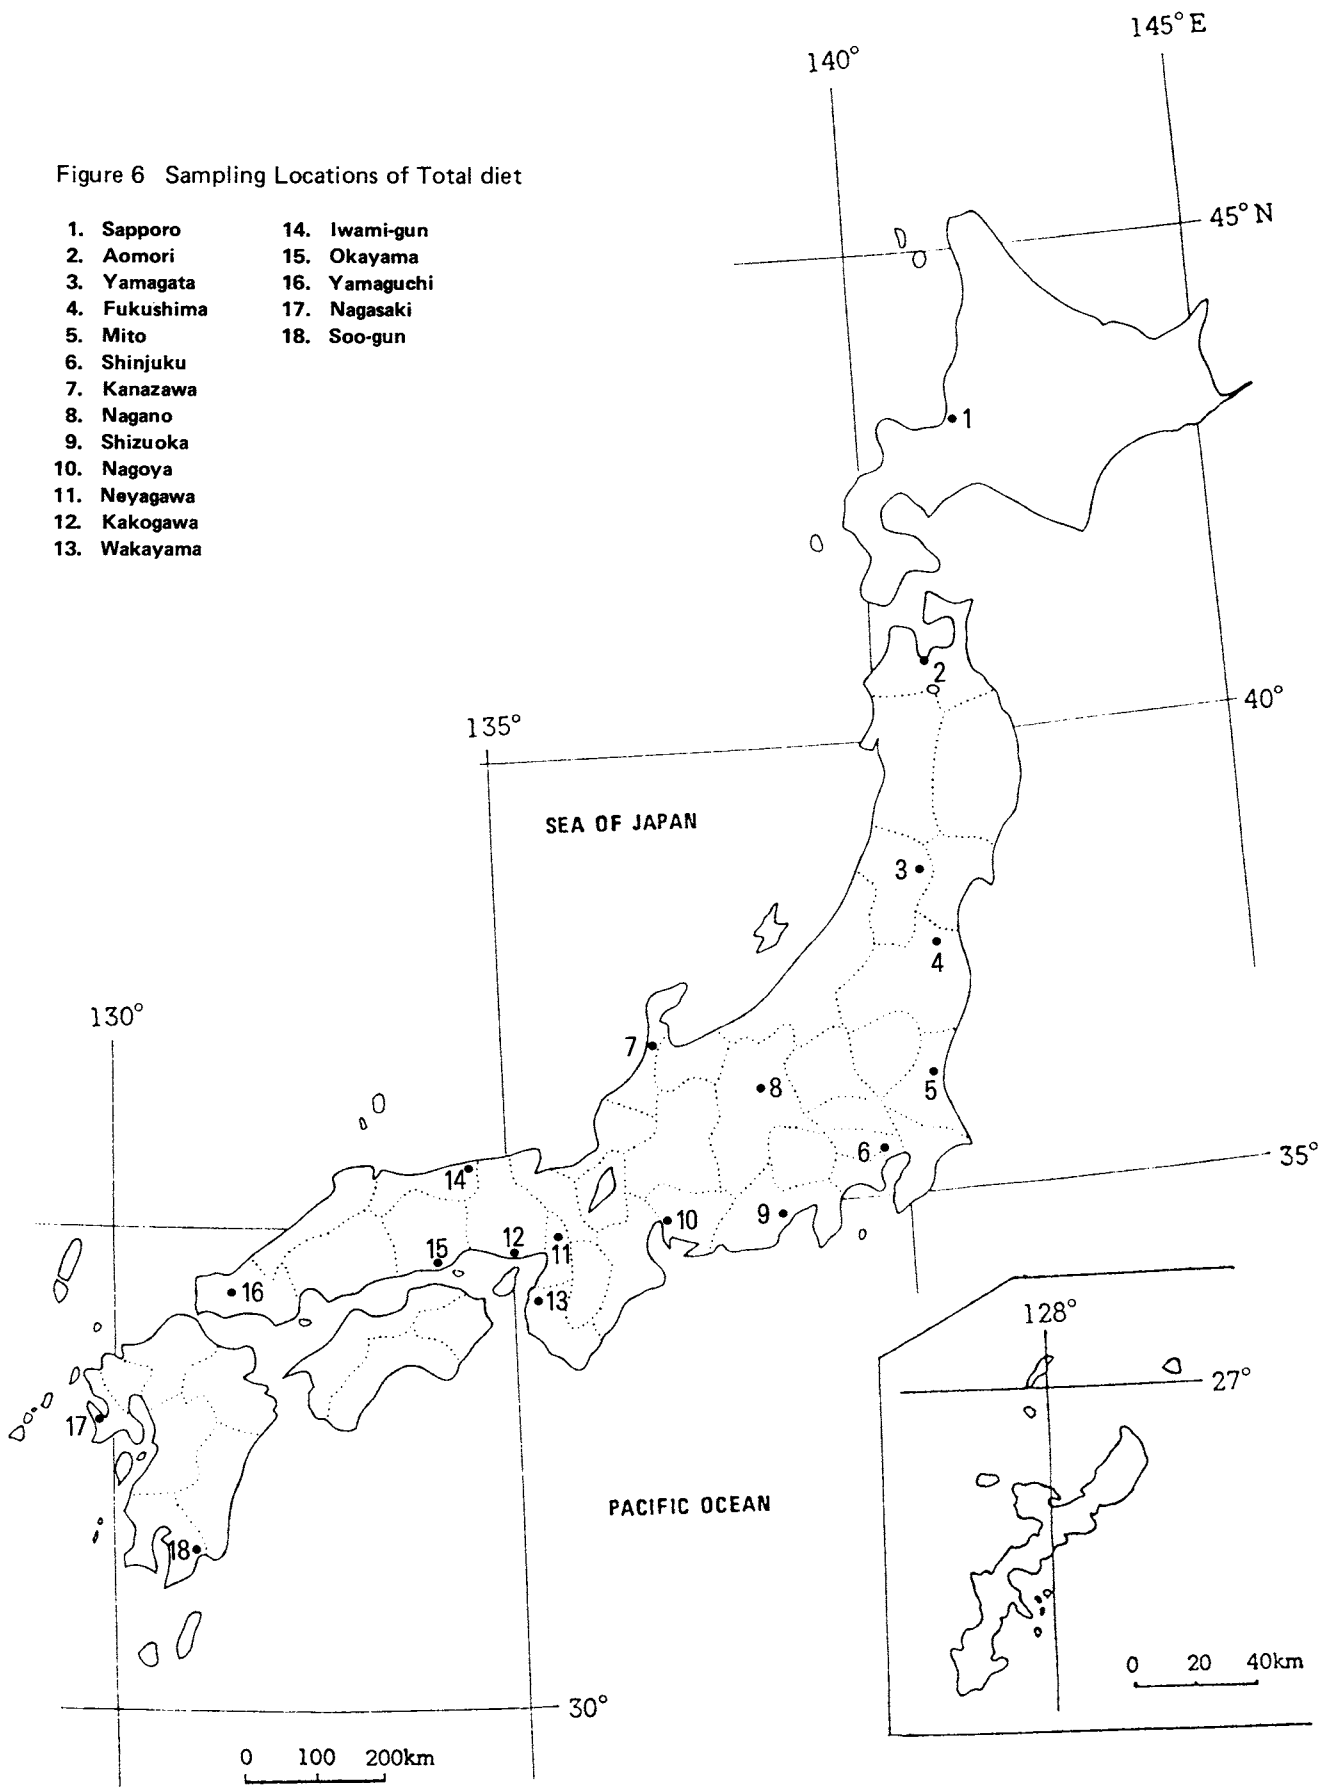 145° E
140°
Figure 6 Sampling Locations of Total diet
1. Sapporo
2. Aomori
3. Yamagata
4. Fukushima
5. Mito
6. Shinjuku
7. Kanazawa
8. Nagano
9. Shizuoka
10. Nagoya
11. Neyagawa
12. Kakogawa
13. Wakayama
14. Iwami-gun
15. Okayama
16. Yamaguchi
17. Nagasaki
18. Soo-gun
45° N
1
2
40°
135°
SEA OF JAPAN
3
4
130°
7
8
5
6
35°
14
10
9
12
11
15
16
13
128°
27°
17
PACIFIC OCEAN
18
0 20 40km
30°
0 100 200km